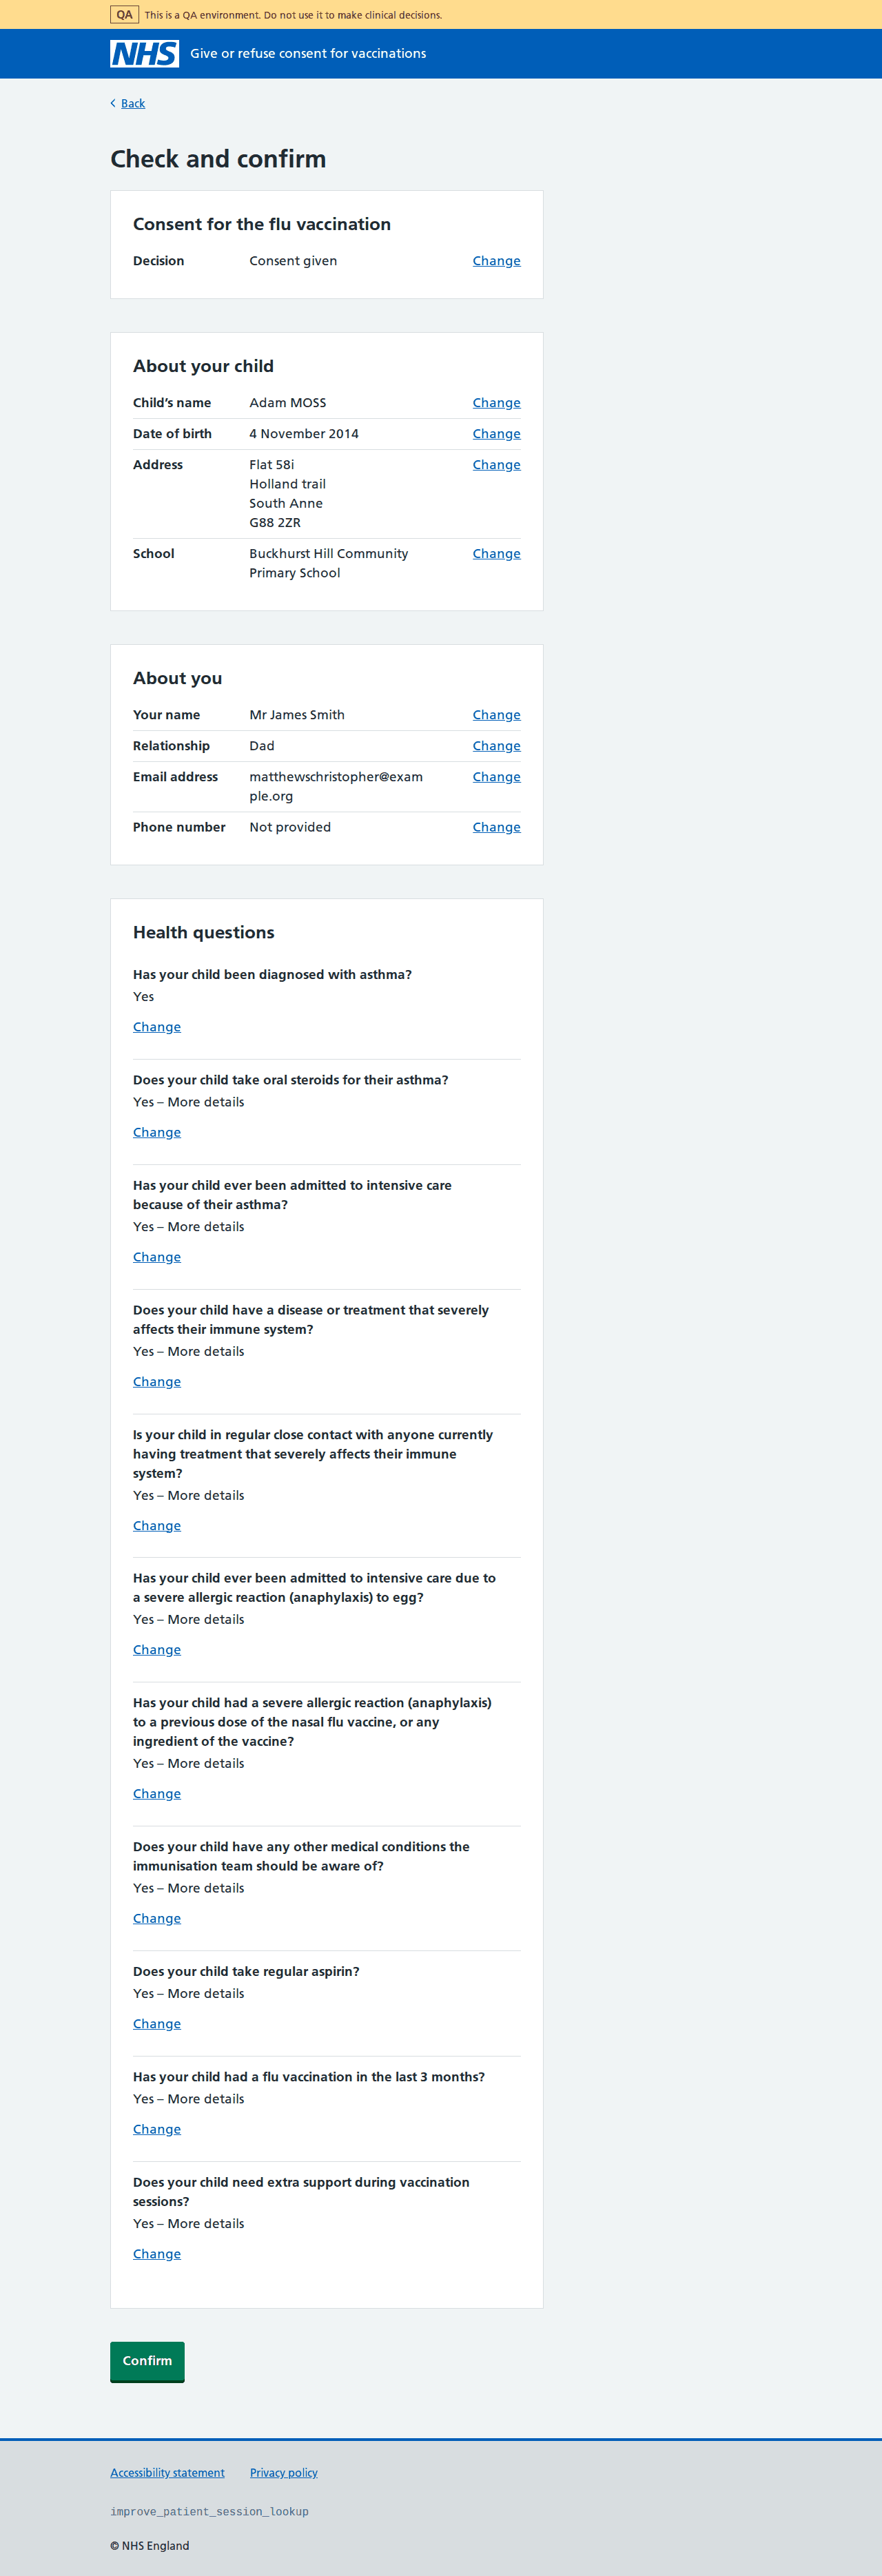 QA This is a QA environment. Do not use it to make clinical decisions.
NHS Give or refuse consent for vaccinations
Back
Check and confirm
Consent for the flu vaccination
Decision Consent given Change
About your child
Child’s name Adam MOSS Change
Date of birth 4 November 2014 Change
Address Flat 58i Change
Holland trail
South Anne
G88 2ZR
School Buckhurst Hill Community Change
Primary School
About you
Your name Mr James Smith Change
Relationship Dad Change
Email address matthewschristopher@exam Change
ple.org
Phone number Not provided Change
Health questions
Has your child been diagnosed with asthma?
Yes
Change
Does your child take oral steroids for their asthma?
Yes – More details
Change
Has your child ever been admitted to intensive care
because of their asthma?
Yes – More details
Change
Does your child have a disease or treatment that severely
affects their immune system?
Yes – More details
Change
Is your child in regular close contact with anyone currently
having treatment that severely affects their immune
system?
Yes – More details
Change
Has your child ever been admitted to intensive care due to
a severe allergic reaction (anaphylaxis) to egg?
Yes – More details
Change
Has your child had a severe allergic reaction (anaphylaxis)
to a previous dose of the nasal flu vaccine, or any
ingredient of the vaccine?
Yes – More details
Change
Does your child have any other medical conditions the
immunisation team should be aware of?
Yes – More details
Change
Does your child take regular aspirin?
Yes – More details
Change
Has your child had a flu vaccination in the last 3 months?
Yes – More details
Change
Does your child need extra support during vaccination
sessions?
Yes – More details
Change
Confirm
Accessibility statement Privacy policy
improve_patient_session_lookup
© NHS England